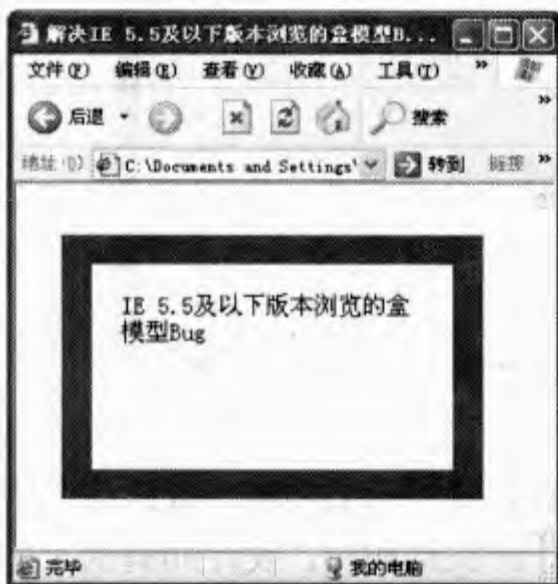 解决IE 5.5及以下版本浏览的盒模型B...
文件(F) 编辑(E) 查看(V) 收藏(A) 工具(T) »
后退 搜索 »
地址(D) C:\Documents and Settings\ 转到 链接 »
IE 5.5及以下版本浏览的盒
模型Bug
完毕 我的电脑